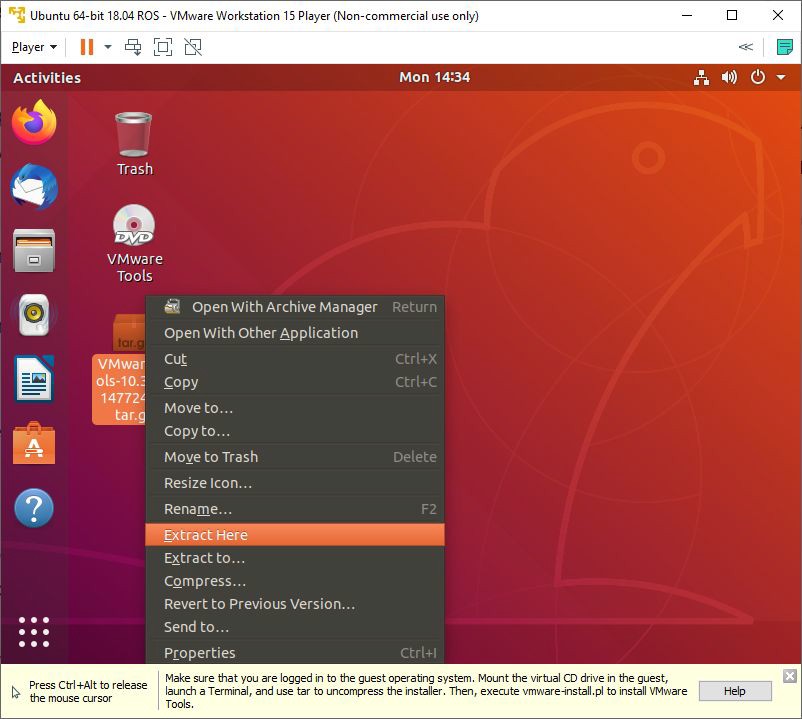 Ubuntu 64-bit 18.04 ROS - VMware Workstation 15 Player (Non-commercial use only)
Player
Activities
Mon 14:34
Trash
DVD
VMware
Tools
tar.g
VMwar
ols-10.3
147724
tar.g
Open With Archive Manager Return
Open With Other Application
Cut Ctrl+X
Copy Ctrl+C
Move to…
Copy to…
Move to Trash Delete
Resize Icon…
Rename… F2
Extract Here
Extract to…
Compress…
Revert to Previous Version…
Send to…
Properties Ctrl+I
Press Ctrl+Alt to release
the mouse cursor
Make sure that you are logged in to the guest operating system. Mount the virtual CD drive in the guest,
launch a Terminal, and use tar to uncompress the installer. Then, execute vmware-install.pl to install VMware
Tools.
Help